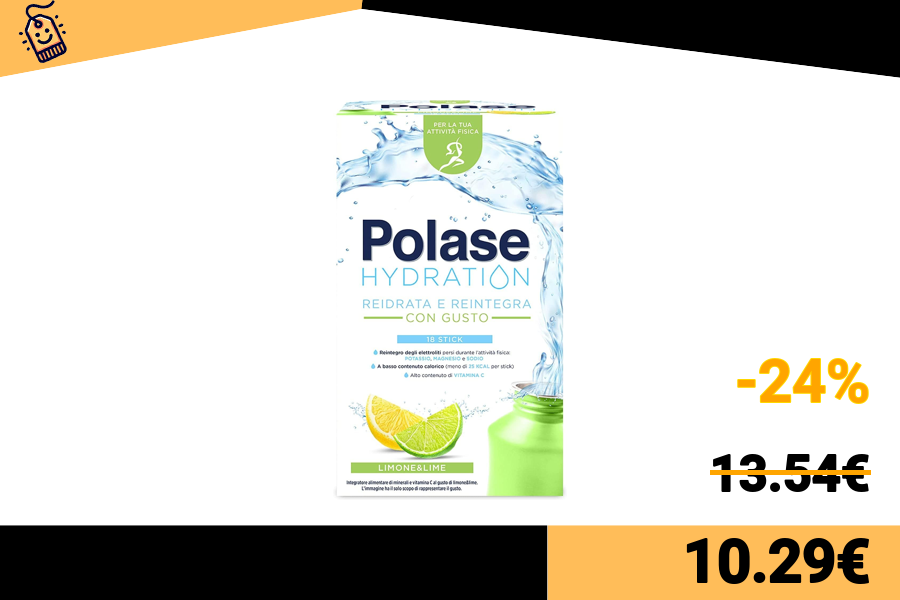 Polase
PER LA TUA
ATTIVITÀ FISICA
Polase
HYDRATION
REIDRATA E REINTEGRA
CON GUSTO
18 STICK
Reintegro degli elettroliti persi durante l'attività fisica:
POTASSIO, MAGNESIO e SODIO
A basso contenuto calorico (meno di 25 KCAL per stick)
Alto contenuto di VITAMINA C
LIMONE&LIME
Integratore alimentare di minerali e vitamina C al gusto di limone&lime.
L'immagine ha il solo scopo di rappresentare il gusto.
-24%
13.54€
10.29€